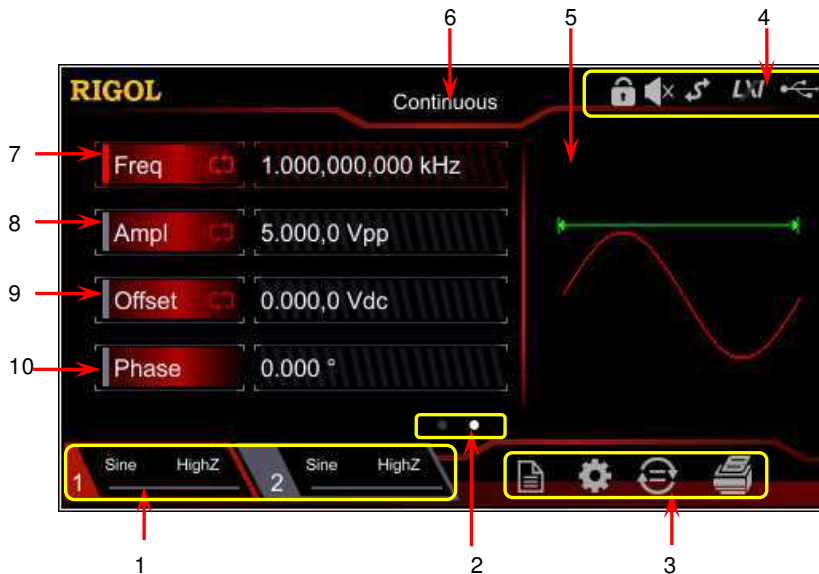 6 5 4
RIGOL
Continuous
LXI
7
Freq 1.000,000,000 kHz
8
Ampl 5.000,0 Vpp
9
Offset 0.000,0 Vdc
10
Phase 0.000 °
1 Sine HighZ 2 Sine HighZ
1 2 3